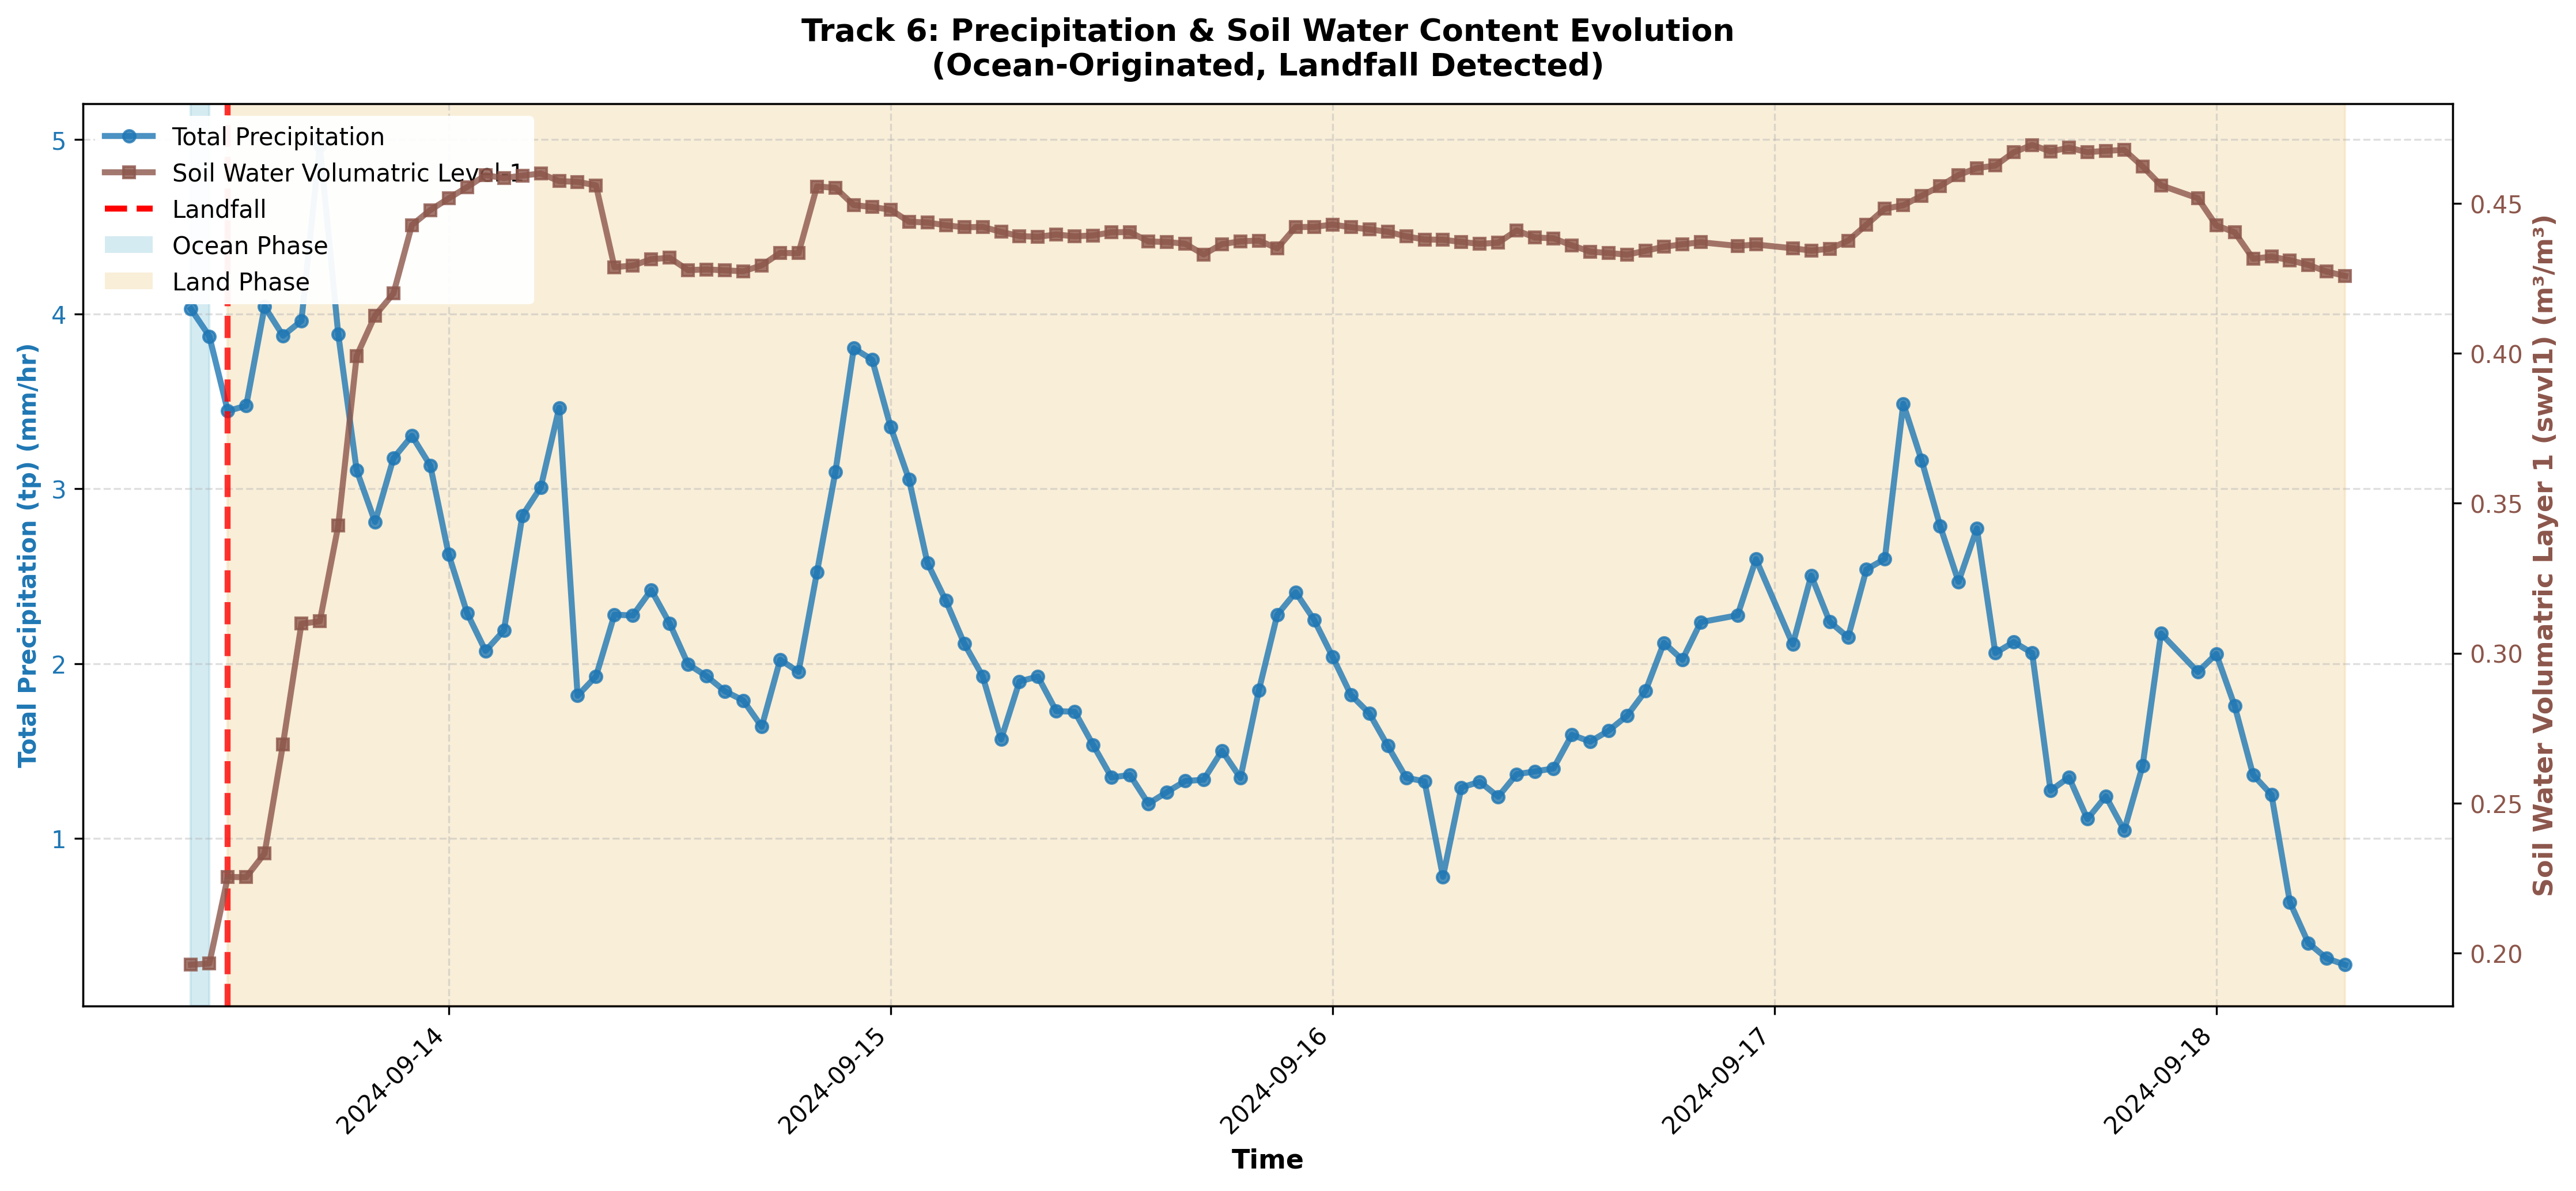 Track 6: Precipitation & Soil Water Content Evolution
(Ocean-Originated, Landfall Detected)
Total Precipitation
Soil Water Volumatric Level 1
Landfall
Ocean Phase
Land Phase
5
4
3
2
1
Total Precipitation (tp) (mm/hr)
0.45
0.40
0.35
0.30
0.25
0.20
Soil Water Volumatric Layer 1 (swvl1) (m³/m³)
2024-09-14
2024-09-15
2024-09-16
2024-09-17
2024-09-18
Time